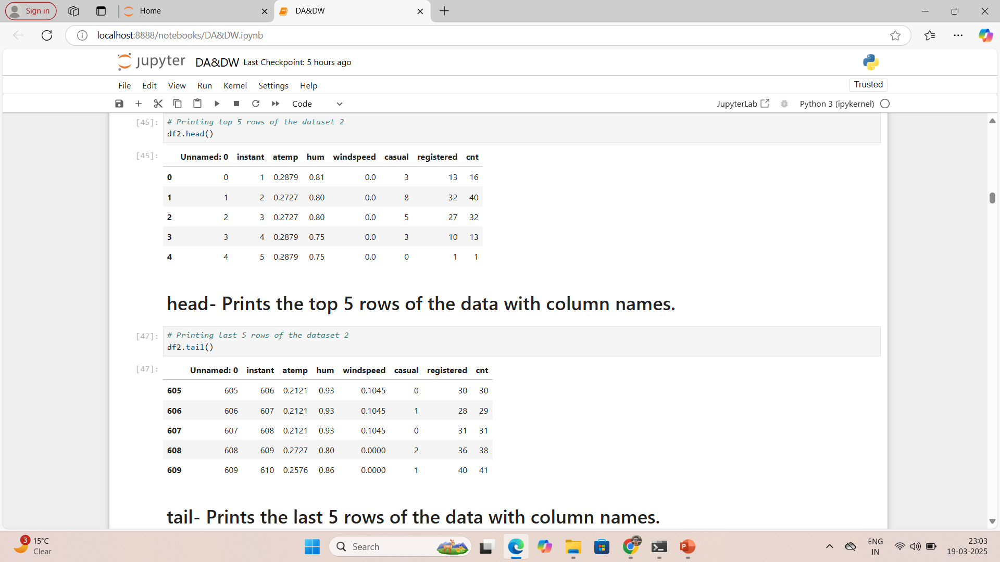 Sign in
Home
DA&DW
localhost:8888/notebooks/DA&DW.ipynb
jupyter DA&DW Last Checkpoint: 5 hours ago
File Edit View Run Kernel Settings Help
Trusted
Code
JupyterLab Python 3 (ipykernel)
[45]: # Printing top 5 rows of the dataset 2
df2.head()
[45]: Unnamed: 0 instant atemp hum windspeed casual registered cnt
0 0 1 0.2879 0.81 0.0 3 13 16
1 1 2 0.2727 0.80 0.0 8 32 40
2 2 3 0.2727 0.80 0.0 5 27 32
3 3 4 0.2879 0.75 0.0 3 10 13
4 4 5 0.2879 0.75 0.0 0 1 1
head- Prints the top 5 rows of the data with column names.
[47]: # Printing last 5 rows of the dataset 2
df2.tail()
[47]: Unnamed: 0 instant atemp hum windspeed casual registered cnt
605 605 606 0.2121 0.93 0.1045 0 30 30
606 606 607 0.2121 0.93 0.1045 1 28 29
607 607 608 0.2121 0.93 0.1045 0 31 31
608 608 609 0.2727 0.80 0.0000 2 36 38
609 609 610 0.2576 0.86 0.0000 1 40 41
tail- Prints the last 5 rows of the data with column names.
3
15°C
Clear
Search
P
ENG
IN
23:03
19-03-2025